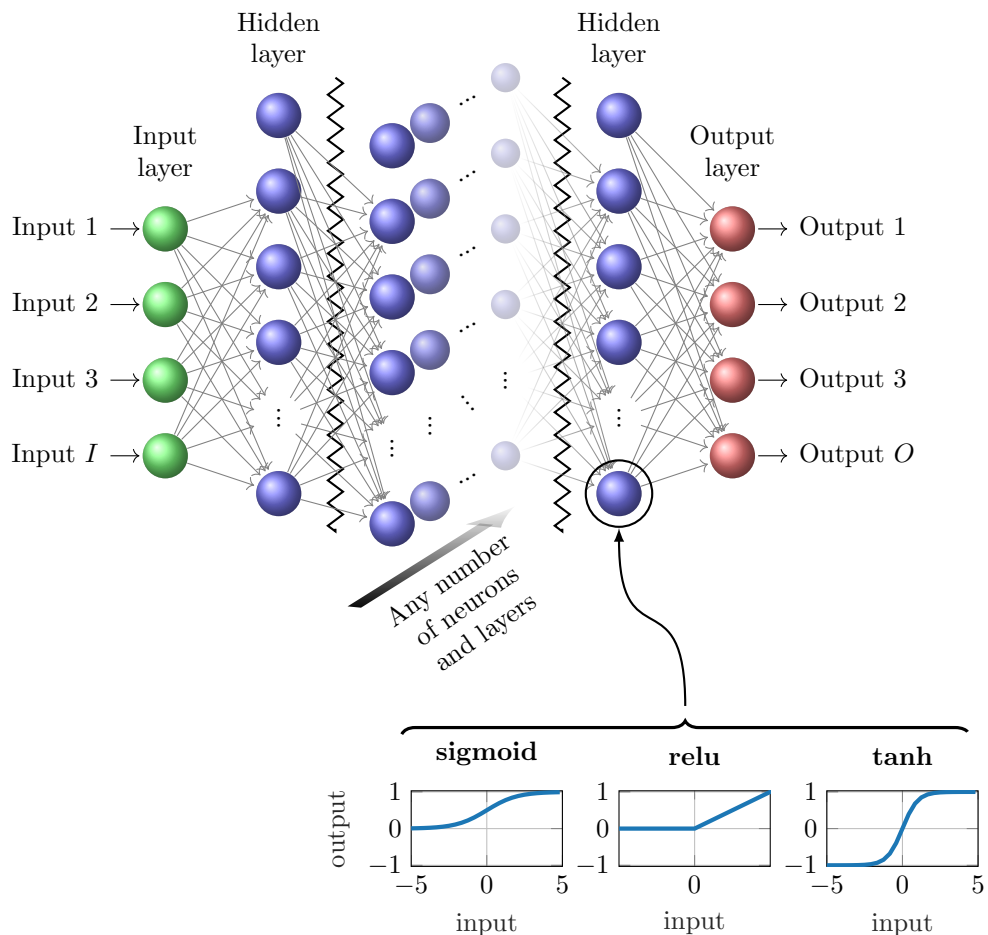 Hidden
layer
Hidden
layer
Input
layer
Output
layer
Input 1
Output 1
Input 2
Output 2
Input 3
Output 3
Input I
Output O
Any number
of neurons
and layers
sigmoid
relu
tanh
output
1
0
−1
−5
0
5
input
1
0
−1
0
input
1
0
−1
−5
0
5
input